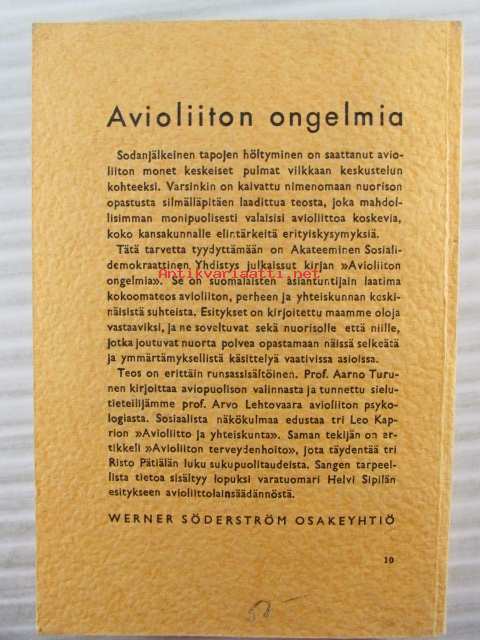 Avioliiton ongelmia
Sodanjälkeinen tapojen höltyminen on saattanut avio-
liiton monet keskeiset pulmat vilkkaan keskustelun
kohteeksi. Varsinkin on kaivattu nimenomaan nuorison
opastusta silmälläpitäen laadittua teosta, joka mahdol-
lisimman monipuolisesti valaisisi avioliittoa koskevia,
koko kansakunnalle elintärkeitä erityiskysymyksiä.
Tätä tarvetta tyydyttämään on Akateeminen Sosiali-
demokraattinen Yhdistys julkaissut kirjan »Avioliiton
Antikvariaatti.net
ongelmia». Se on suomalaisten asiantuntijain laatima
kokoomateos avioliiton, perheen ja yhteiskunnan keski-
näisistä suhteista. Esitykset on kirjoitettu maamme oloja
vastaaviksi, ja ne soveltuvat sekä nuorisolle että niille,
jotka joutuvat nuorta polvea opastamaan näissä selkeätä
ja ymmärtämyksellistä käsittelyä vaativissa asioissa.
Teos on erittäin runsassisältöinen. Prof. Aarno Turu-
nen kirjoittaa aviopuolison valinnasta ja tunnettu sielu-
tieteilijämme prof. Arvo Lehtovaara avioliiton psyko-
logiasta. Sosiaalista näkökulmaa edustaa tri Leo Kap-
rion »Avioliitto ja yhteiskunta». Saman tekijän on ar-
tikkeli »Avioliiton terveydenhoito», jota täydentää tri
Risto Pätiälän luku sukupuolitaudeista. Sangen tarpeel-
lista tietoa sisältyy lopuksi varatuomari Helvi Sipilän
esitykseen avioliittolainsäädännöstä.
WERNER SÖDERSTRÖM OSAKEYHTIÖ
10